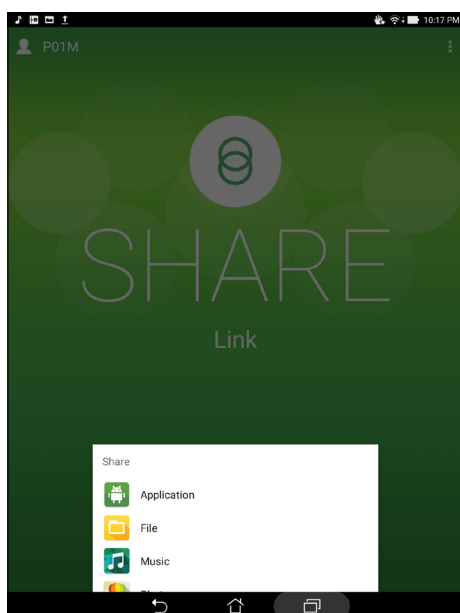 10:17 PM
P01M
SHARE
Link
Share
Application
File
Music